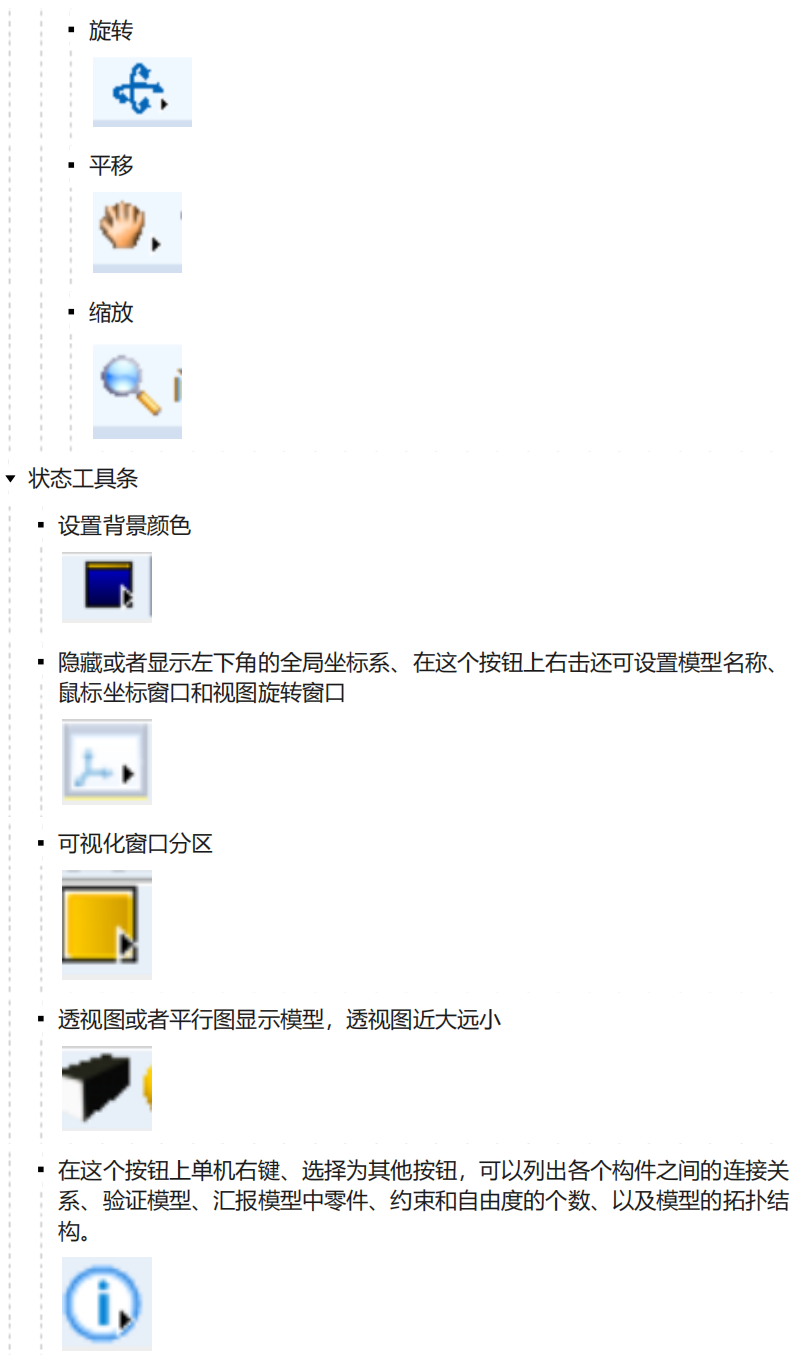 旋转
平移
缩放
状态工具条
设置背景颜色
隐藏或者显示左下角的全局坐标系、在这个按钮上右击还可设置模型名称、
鼠标坐标窗口和视图旋转窗口
可视化窗口分区
透视图或者平行图显示模型，透视图近大远小
在这个按钮上单机右键、选择为其他按钮，可以列出各个构件之间的连接关
系、验证模型、汇报模型中零件、约束和自由度的个数、以及模型的拓扑结
构。